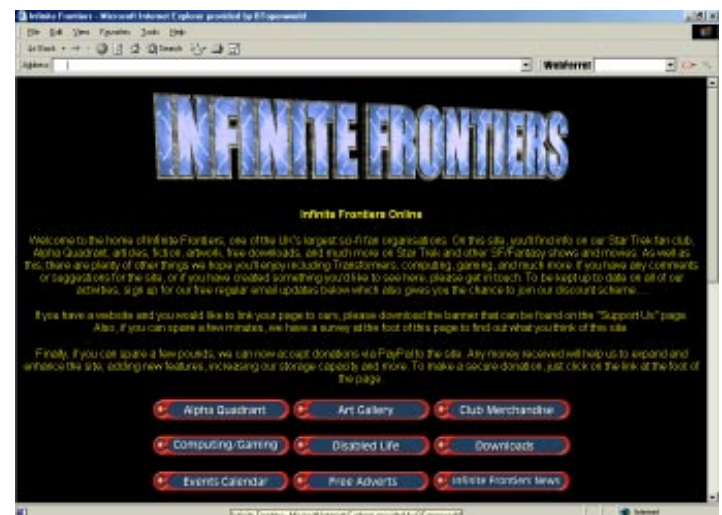 Infinite Frontiers - Microsoft Internet Explorer provided by BTopenworld
File Edit View Favorites Tools Help
Back Search
Address WebFerret
INFINITE FRONTIERS
Infinite Frontiers Online
Welcome to the home of Infinite Frontiers, one of the UK's largest sci-fi fan organisations. On this site, you'll find info on our Star Trek fan club,
Alpha Quadrant, articles, fiction, artwork, free downloads, and much more on Star Trek and other SF/Fantasy shows and movies. As well as
this, there are plenty of other things we hope you'll enjoy including Transformers, computing, gaming, and much more. If you have any comments
or suggestions for the site, or if you have created something you'd like to see here, please get in touch. To be kept up to date on all of our
activities, sign up for our free regular email updates below which also gives you the chance to join our discount scheme....
If you have a website and you would like to link your page to ours, please download the banner that can be found on the "Support Us" page.
Also, if you can spare a few minutes, we have a survey at the foot of this page to find out what you think of this site.
Finally, if you can spare a few pounds, we can now accept donations via PayPal to the site. Any money received will help us to expand and
enhance the site, adding new features, increasing our storage capacity and more. To make a secure donation, just click on the link at the foot of
the page.
Alpha Quadrant Art Gallery Club Merchandise
Computing/Gaming Disabled Life Downloads
Events Calendar Free Adverts Infinite Frontiers News
Internet